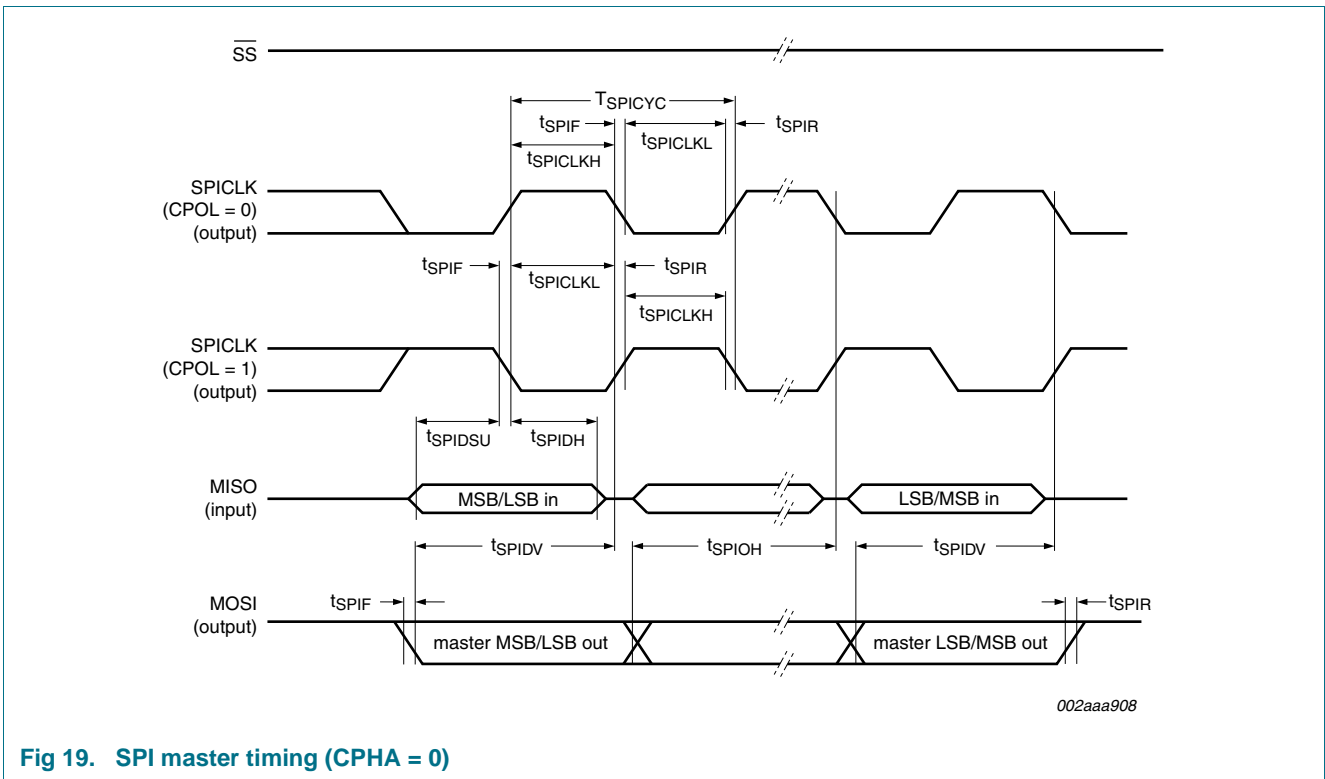 SS
TSPICYC
tSPIF
tSPICLKL
tSPIR
tSPICLKH
SPICLK
(CPOL = 0)
(output)
tSPIF
tSPICLKL
tSPIR
tSPICLKH
SPICLK
(CPOL = 1)
(output)
tSPIDSU
tSPIDH
MISO
(input)
MSB/LSB in
LSB/MSB in
tSPIDV
tSPIOH
tSPIDV
MOSI
(output)
tSPIF
tSPIR
master MSB/LSB out
master LSB/MSB out
002aaa908
Fig 19. SPI master timing (CPHA = 0)